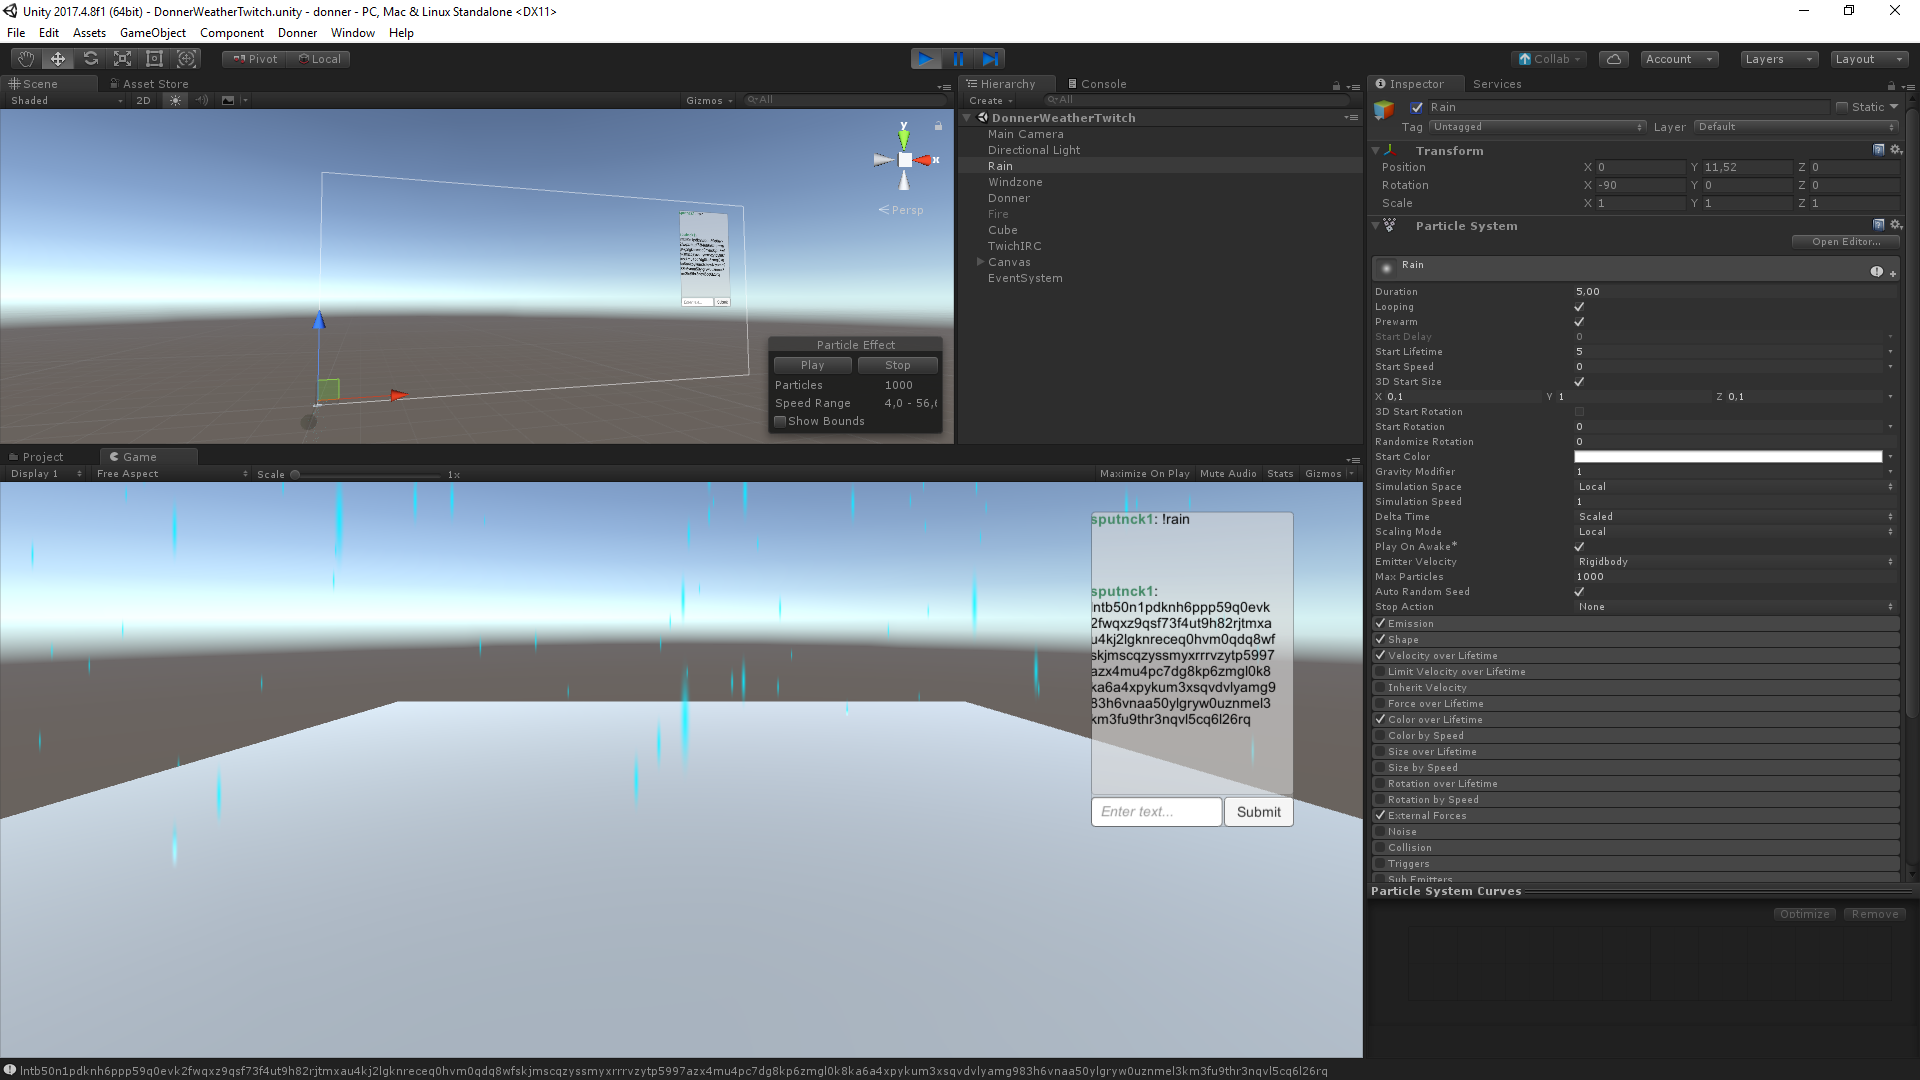 Unity 2017.4.8f1 (64bit) - DonnerWeatherTwitch.unity - donner - PC, Mac & Linux Standalone <DX11>
File Edit Assets GameObject Component Donner Window Help
Pivot Local Collab Account Layers Layout
Scene Asset Store
Shaded 2D Gizmos All
y
x
Persp
Particle Effect
Play Stop
Particles 1000
Speed Range 4,0 - 56,
Show Bounds
Hierarchy Console
Create All
DonnerWeatherTwitch
Main Camera
Directional Light
Rain
Windzone
Donner
Fire
Cube
TwichIRC
Canvas
EventSystem
Project Game
Display 1 Free Aspect Scale 1x Maximize On Play Mute Audio Stats Gizmos
sputnck1: !rain
sputnck1:
lntb50n1pdknh6ppp59q0evk
2fwqxz9qsf73f4ut9h82rjtmxa
u4kj2lgknreceq0hvm0qdq8wf
skjmscqzyssmyxrrrvzytp5997
azx4mu4pc7dg8kp6zmgl0k8
ka6a4xpykum3xsqvdvlyamg9
83h6vnaa50ylgryw0uznmel3
km3fu9thr3nqvl5cq6l26rq
Enter text... Submit
Inspector Services
Rain Static
Tag Untagged Layer Default
Transform
Position X 0 Y 11,52 Z 0
Rotation X -90 Y 0 Z 0
Scale X 1 Y 1 Z 1
Particle System
Open Editor...
Rain
Duration 5,00
Looping
Prewarm
Start Delay 0
Start Lifetime 5
Start Speed 0
3D Start Size
X 0,1 Y 1 Z 0,1
3D Start Rotation
Start Rotation 0
Randomize Rotation 0
Start Color
Gravity Modifier 1
Simulation Space Local
Simulation Speed 1
Delta Time Scaled
Scaling Mode Local
Play On Awake*
Emitter Velocity Rigidbody
Max Particles 1000
Auto Random Seed
Stop Action None
Emission
Shape
Velocity over Lifetime
Limit Velocity over Lifetime
Inherit Velocity
Force over Lifetime
Color over Lifetime
Color by Speed
Size over Lifetime
Size by Speed
Rotation over Lifetime
Rotation by Speed
External Forces
Noise
Collision
Triggers
Sub Emitters
Particle System Curves
Optimize Remove
lntb50n1pdknh6ppp59q0evk2fwqxz9qsf73f4ut9h82rjtmxau4kj2lgknreceq0hvm0qdq8wfskjmscqzyssmyxrrrvzytp5997azx4mu4pc7dg8kp6zmgl0k8ka6a4xpykum3xsqvdvlyamg983h6vnaa50ylgryw0uznmel3km3fu9thr3nqvl5cq6l26rq